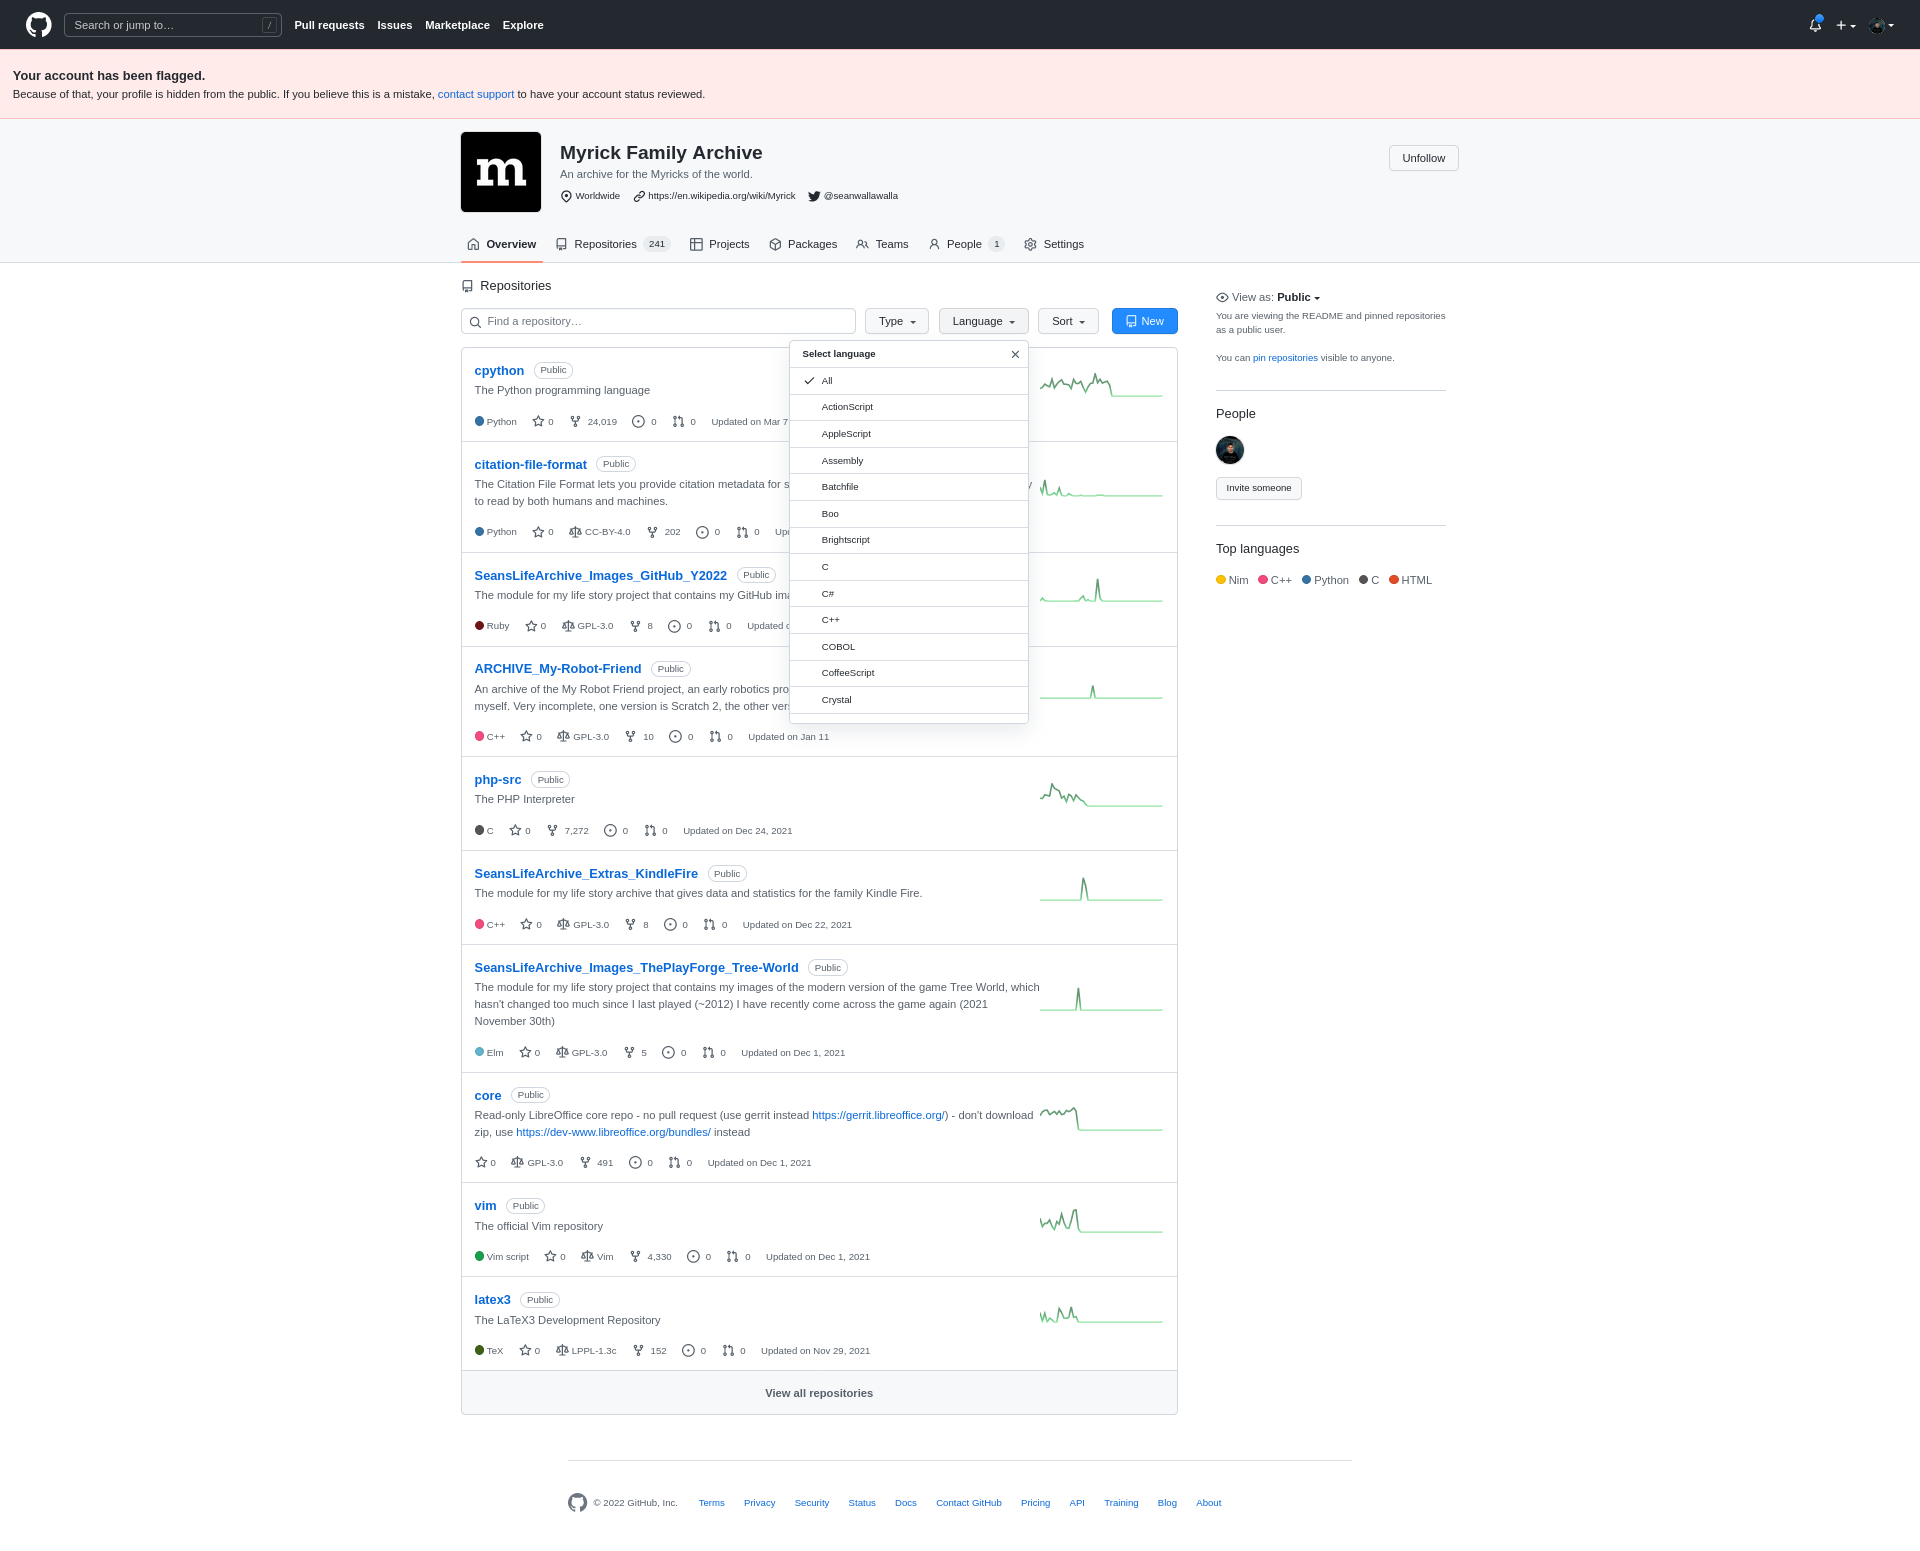 Search or jump to… /
Pull requests Issues Marketplace Explore
Your account has been flagged.
Because of that, your profile is hidden from the public. If you believe this is a mistake, contact support to have your account status reviewed.
m
Myrick Family Archive
An archive for the Myricks of the world.
Worldwide https://en.wikipedia.org/wiki/Myrick @seanwallawalla
Unfollow
Overview Repositories 241 Projects Packages Teams People 1 Settings
Repositories
Find a repository… Type Language Sort New
Select language
All
ActionScript
AppleScript
Assembly
Batchfile
Boo
Brightscript
C
C#
C++
COBOL
CoffeeScript
Crystal
cpython Public
The Python programming language
Python 0 24,019 0 0 Updated on Mar 7
citation-file-format Public
The Citation File Format lets you provide citation metadata for
to read by both humans and machines.
Python 0 CC-BY-4.0 202 0 0
SeansLifeArchive_Images_GitHub_Y2022 Public
The module for my life story project that contains my GitHub
Ruby 0 GPL-3.0 8 0 0 Updated
ARCHIVE_My-Robot-Friend Public
An archive of the My Robot Friend project, an early robotics
myself. Very incomplete, one version is Scratch 2, the other
C++ 0 GPL-3.0 10 0 0 Updated on Jan 11
php-src Public
The PHP Interpreter
C 0 7,272 0 0 Updated on Dec 24, 2021
SeansLifeArchive_Extras_KindleFire Public
The module for my life story archive that gives data and statistics for the family Kindle Fire.
C++ 0 GPL-3.0 8 0 0 Updated on Dec 22, 2021
SeansLifeArchive_Images_ThePlayForge_Tree-World Public
The module for my life story project that contains my images of the modern version of the game Tree World, which
hasn't changed too much since I last played (~2012) I have recently come across the game again (2021
November 30th)
Elm 0 GPL-3.0 5 0 0 Updated on Dec 1, 2021
core Public
Read-only LibreOffice core repo - no pull request (use gerrit instead https://gerrit.libreoffice.org/) - don't download
zip, use https://dev-www.libreoffice.org/bundles/ instead
0 GPL-3.0 491 0 0 Updated on Dec 1, 2021
vim Public
The official Vim repository
Vim script 0 Vim 4,330 0 0 Updated on Dec 1, 2021
latex3 Public
The LaTeX3 Development Repository
TeX 0 LPPL-1.3c 152 0 0 Updated on Nov 29, 2021
View all repositories
View as: Public
You are viewing the README and pinned repositories
as a public user.
You can pin repositories visible to anyone.
People
Invite someone
Top languages
Nim C++ Python C HTML
© 2022 GitHub, Inc. Terms Privacy Security Status Docs Contact GitHub Pricing API Training Blog About